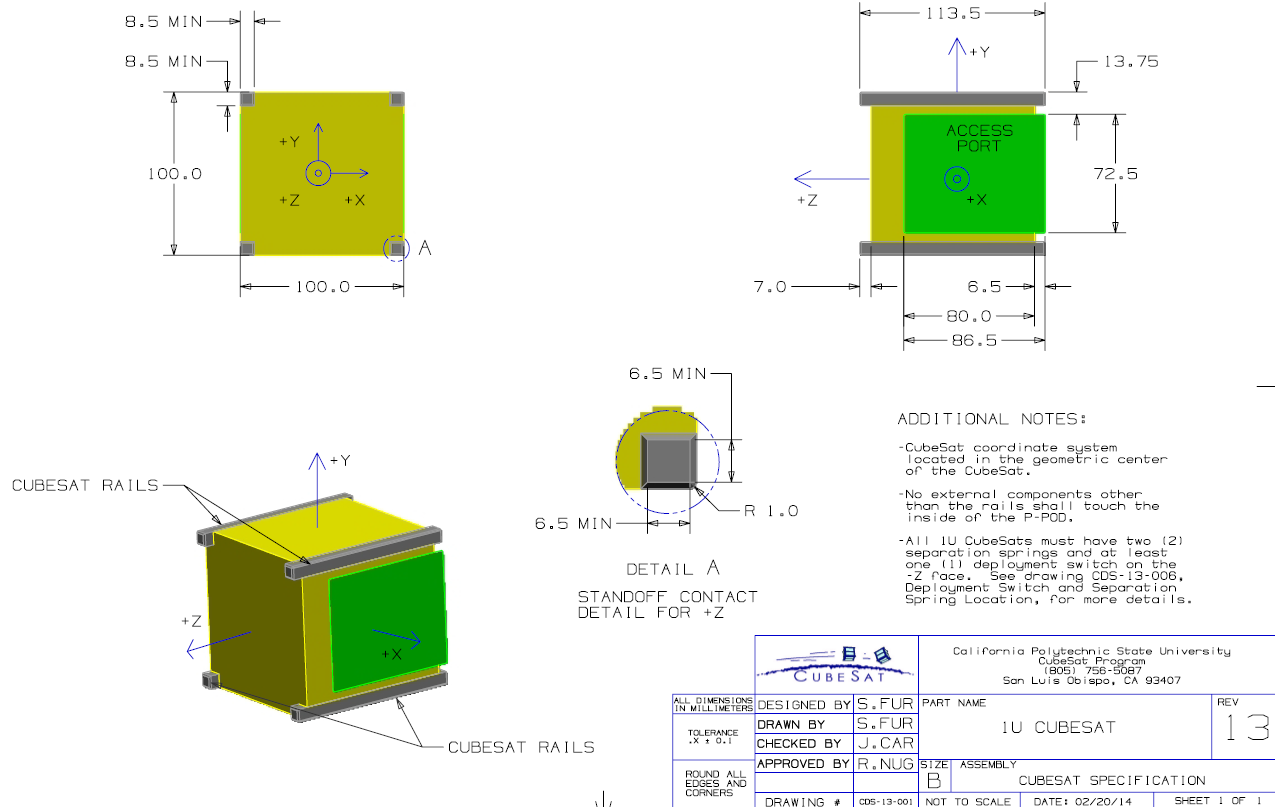 8.5 MIN
8.5 MIN
100.0
+Y
+Z
+X
A
100.0
113.5
+Y
13.75
ACCESS
PORT
72.5
+Z
+X
7.0
6.5
80.0
86.5
6.5 MIN
6.5 MIN
R 1.0
DETAIL A
STANDOFF CONTACT
DETAIL FOR +Z
CUBESAT RAILS
+Y
+Z
+X
CUBESAT RAILS
ADDITIONAL NOTES:
-CubeSat coordinate system
located in the geometric center
of the CubeSat.
-No external components other
than the rails shall touch the
inside of the P-POD.
-All 1U CubeSats must have two (2)
separation springs and at least
one (1) deployment switch on the
-Z face. See drawing CDS-13-006,
Deployment Switch and Separation
Spring Location, for more details.
CUBESAT
California Polytechnic State University
CubeSat Program
(805) 756-5087
San Luis Obispo, CA 93407
ALL DIMENSIONS
IN MILLIMETERS
TOLERANCE
.X ± 0.1
ROUND ALL
EDGES AND
CORNERS
DESIGNED BY S.FUR
DRAWN BY S.FUR
CHECKED BY J.CAR
APPROVED BY R.NUG
DRAWING # CDS-13-001
PART NAME
1U CUBESAT
REV
13
SIZE
B
ASSEMBLY
CUBESAT SPECIFICATION
NOT TO SCALE
DATE: 02/20/14
SHEET 1 OF 1